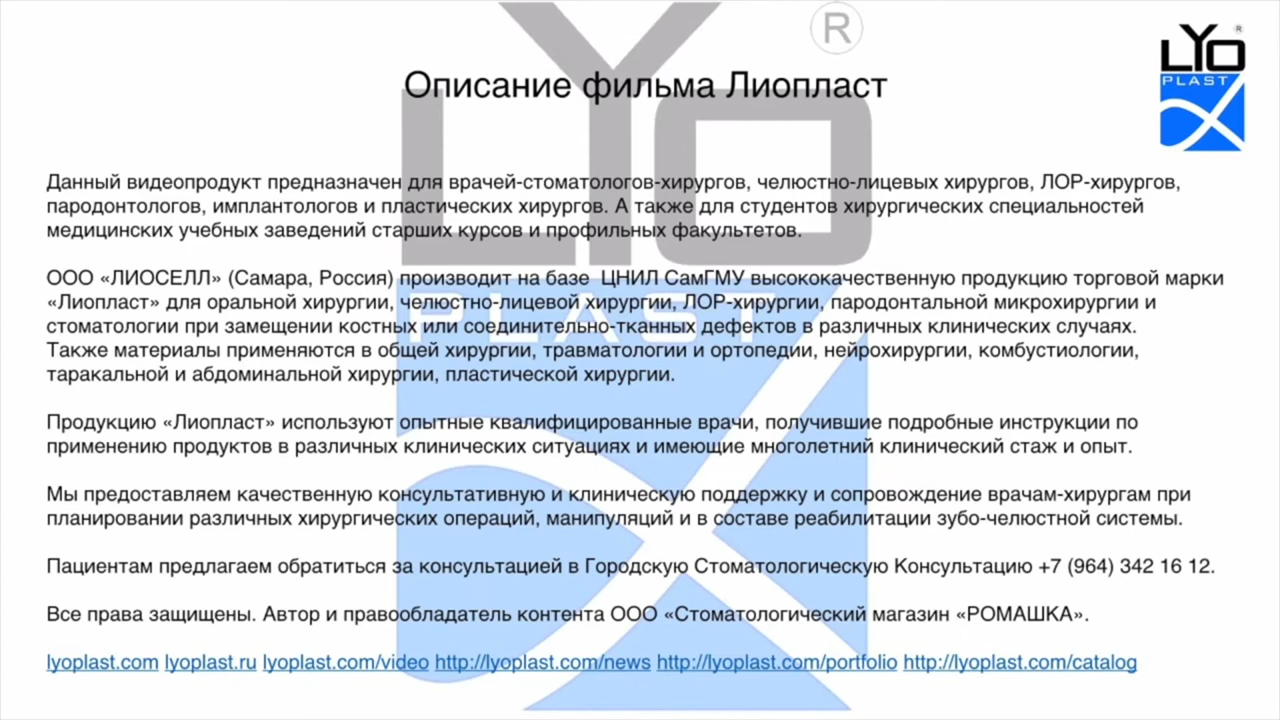 LYO
PLAST
®
Описание фильма Лиопласт
LYO ®
PLAST
Данный видеопродукт предназначен для врачей-стоматологов-хирургов, челюстно-лицевых хирургов, ЛОР-хирургов,
пародонтологов, имплантологов и пластических хирургов. А также для студентов хирургических специальностей
медицинских учебных заведений старших курсов и профильных факультетов.
ООО «ЛИОСЕЛЛ» (Самара, Россия) производит на базе ЦНИЛ СамГМУ высококачественную продукцию торговой марки
«Лиопласт» для оральной хирургии, челюстно-лицевой хирургии, ЛОР-хирургии, пародонтальной микрохирургии и
стоматологии при замещении костных или соединительно-тканных дефектов в различных клинических случаях.
Также материалы применяются в общей хирургии, травматологии и ортопедии, нейрохирургии, комбустиологии,
таракальной и абдоминальной хирургии, пластической хирургии.
Продукцию «Лиопласт» используют опытные квалифицированные врачи, получившие подробные инструкции по
применению продуктов в различных клинических ситуациях и имеющие многолетний клинический стаж и опыт.
Мы предоставляем качественную консультативную и клиническую поддержку и сопровождение врачам-хирургам при
планировании различных хирургических операций, манипуляций и в составе реабилитации зубо-челюстной системы.
Пациентам предлагаем обратиться за консультацией в Городскую Стоматологическую Консультацию +7 (964) 342 16 12.
Все права защищены. Автор и правообладатель контента ООО «Стоматологический магазин «РОМАШКА».
lyoplast.com lyoplast.ru lyoplast.com/video http://lyoplast.com/news http://lyoplast.com/portfolio http://lyoplast.com/catalog